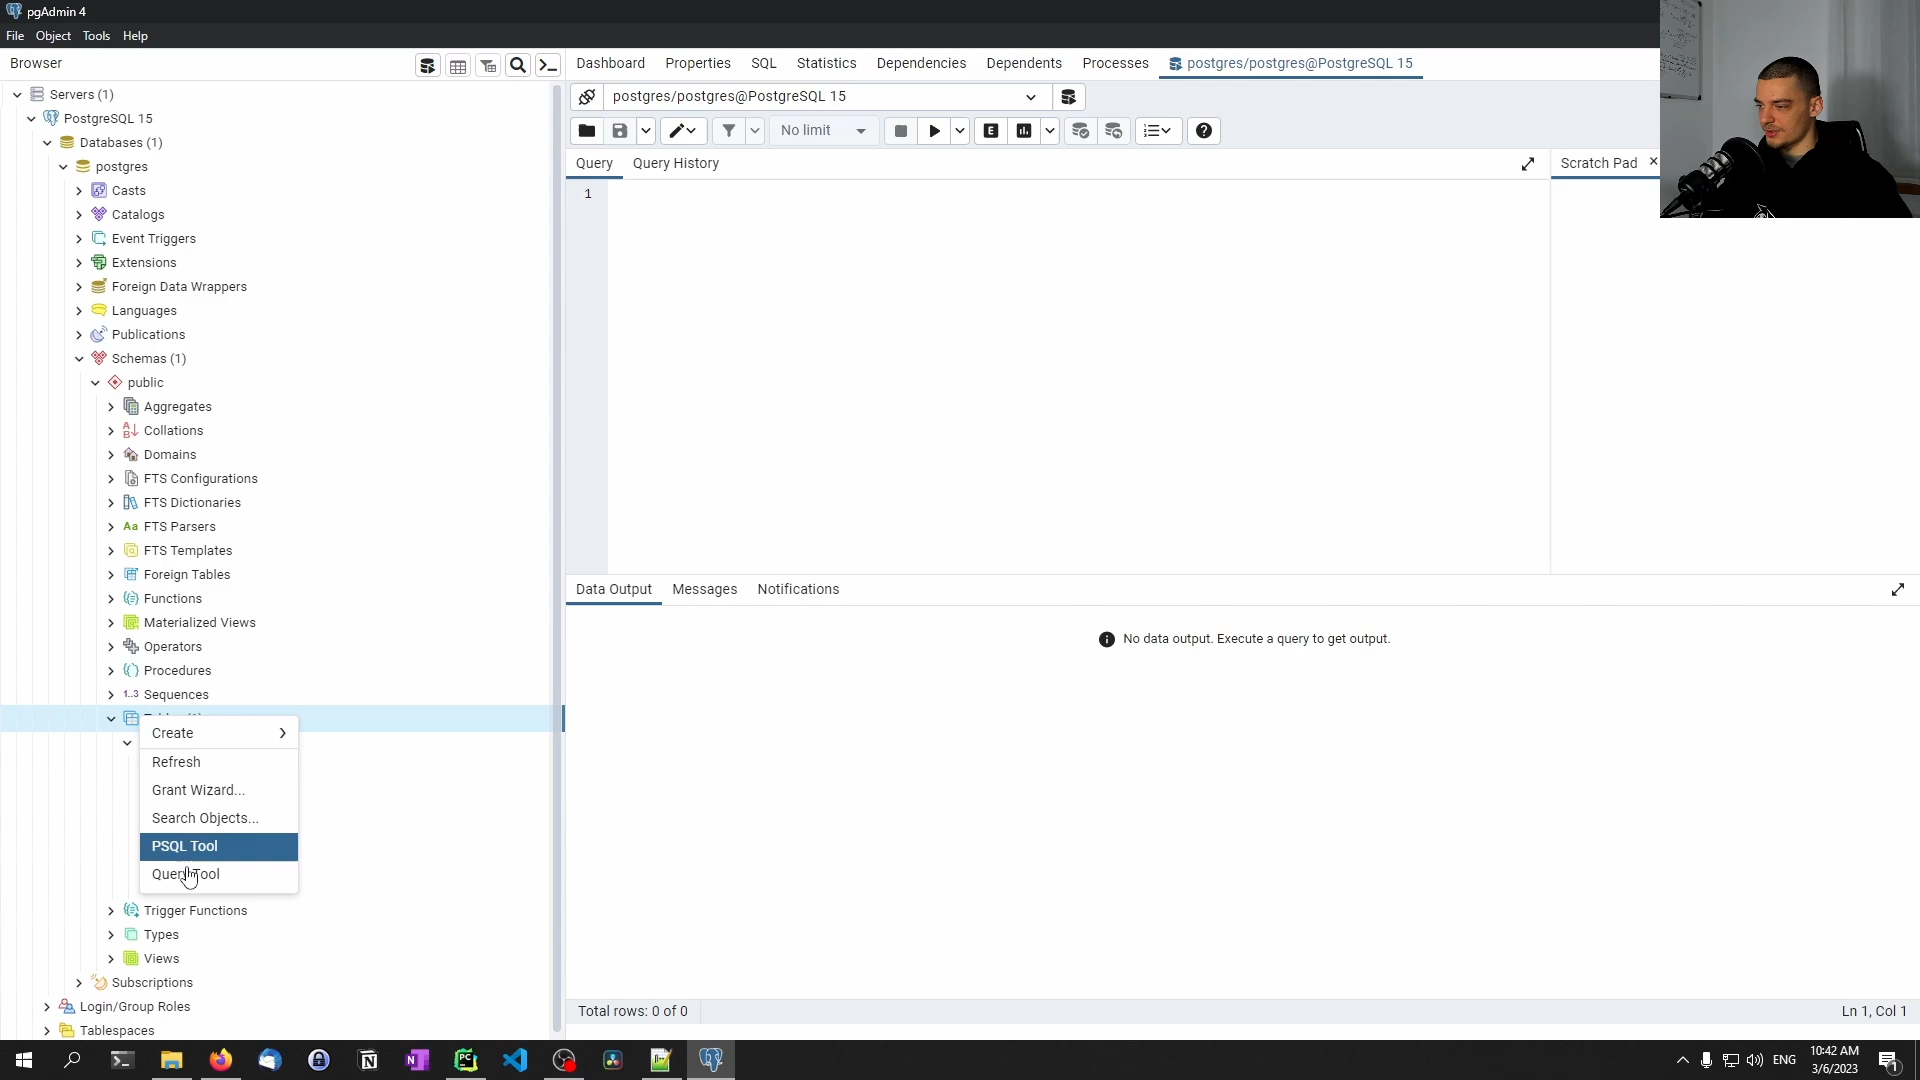 pgAdmin 4
File Object Tools Help
Browser
Dashboard Properties SQL Statistics Dependencies Dependents Processes postgres/postgres@PostgreSQL 15
postgres/postgres@PostgreSQL 15
No limit
Query Query History
Scratch Pad
1
Servers (1)
PostgreSQL 15
Databases (1)
postgres
Casts
Catalogs
Event Triggers
Extensions
Foreign Data Wrappers
Languages
Publications
Schemas (1)
public
Aggregates
Collations
Domains
FTS Configurations
FTS Dictionaries
FTS Parsers
FTS Templates
Foreign Tables
Functions
Materialized Views
Operators
Procedures
Sequences
Create
Refresh
Grant Wizard...
Search Objects...
PSQL Tool
Query Tool
Trigger Functions
Types
Views
Subscriptions
Login/Group Roles
Tablespaces
Data Output Messages Notifications
No data output. Execute a query to get output.
Total rows: 0 of 0
Ln 1, Col 1
ENG
10:42 AM
3/6/2023